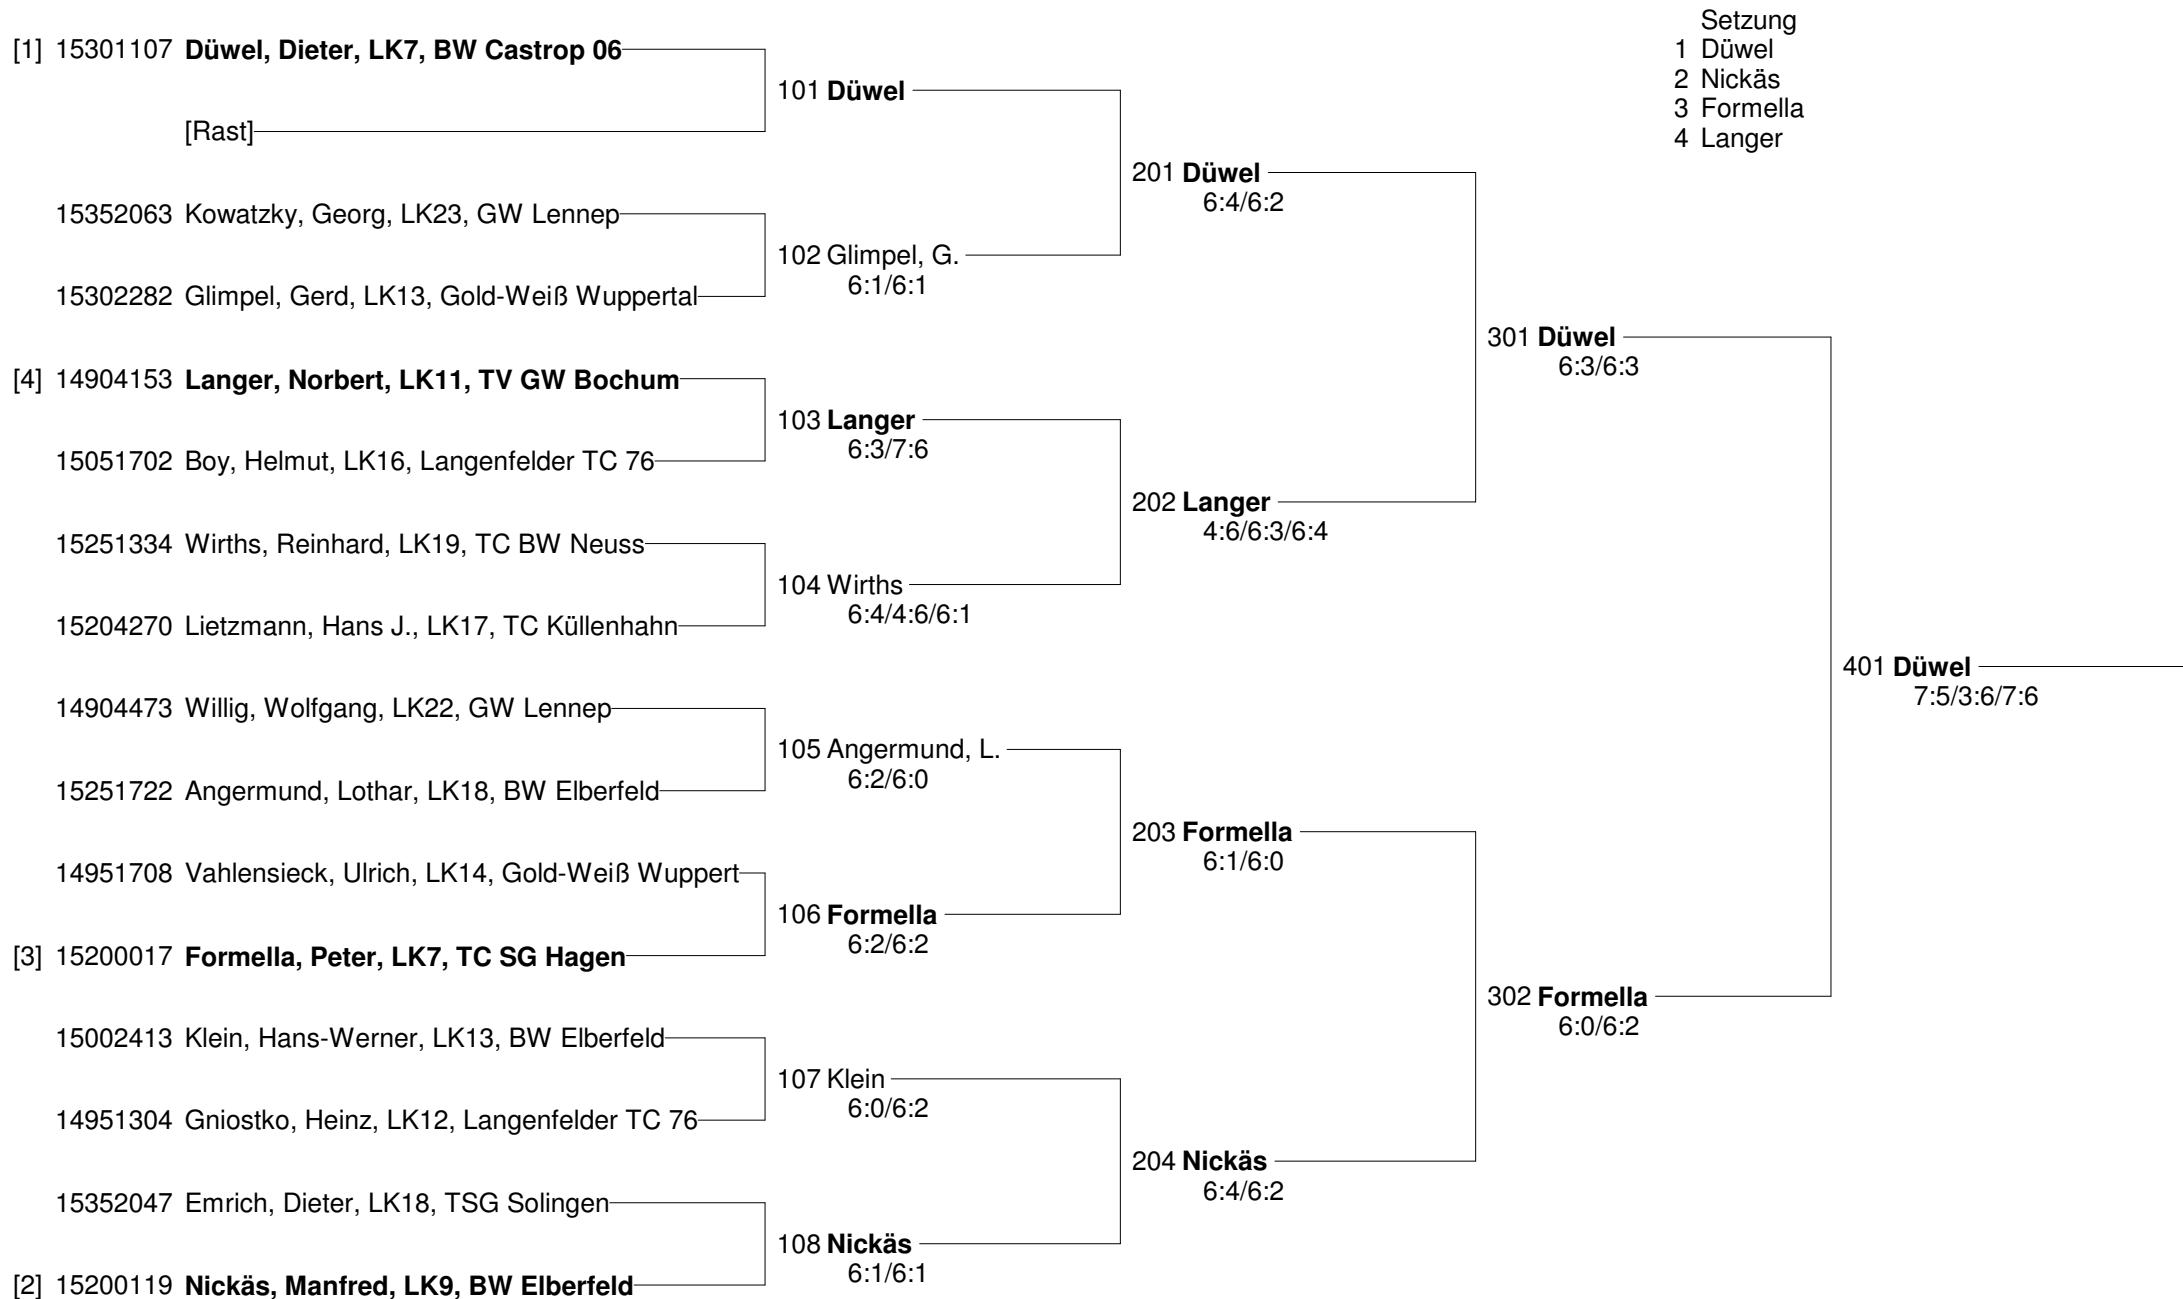 Setzung
1 Düwel
2 Nickäs
3 Formella
4 Langer
[1] 15301107 Düwel, Dieter, LK7, BW Castrop 06
[Rast]
15352063 Kowatzky, Georg, LK23, GW Lennep
15302282 Glimpel, Gerd, LK13, Gold-Weiß Wuppertal
[4] 14904153 Langer, Norbert, LK11, TV GW Bochum
15051702 Boy, Helmut, LK16, Langenfelder TC 76
15251334 Wirths, Reinhard, LK19, TC BW Neuss
15204270 Lietzmann, Hans J., LK17, TC Küllenhahn
14904473 Willig, Wolfgang, LK22, GW Lennep
15251722 Angermund, Lothar, LK18, BW Elberfeld
14951708 Vahlensieck, Ulrich, LK14, Gold-Weiß Wuppert
[3] 15200017 Formella, Peter, LK7, TC SG Hagen
15002413 Klein, Hans-Werner, LK13, BW Elberfeld
14951304 Gniostko, Heinz, LK12, Langenfelder TC 76
15352047 Emrich, Dieter, LK18, TSG Solingen
[2] 15200119 Nickäs, Manfred, LK9, BW Elberfeld
101 Düwel
102 Glimpel, G.
6:1/6:1
103 Langer
6:3/7:6
104 Wirths
6:4/4:6/6:1
105 Angermund, L.
6:2/6:0
106 Formella
6:2/6:2
107 Klein
6:0/6:2
108 Nickäs
6:1/6:1
201 Düwel
6:4/6:2
202 Langer
4:6/6:3/6:4
203 Formella
6:1/6:0
204 Nickäs
6:4/6:2
301 Düwel
6:3/6:3
302 Formella
6:0/6:2
401 Düwel
7:5/3:6/7:6